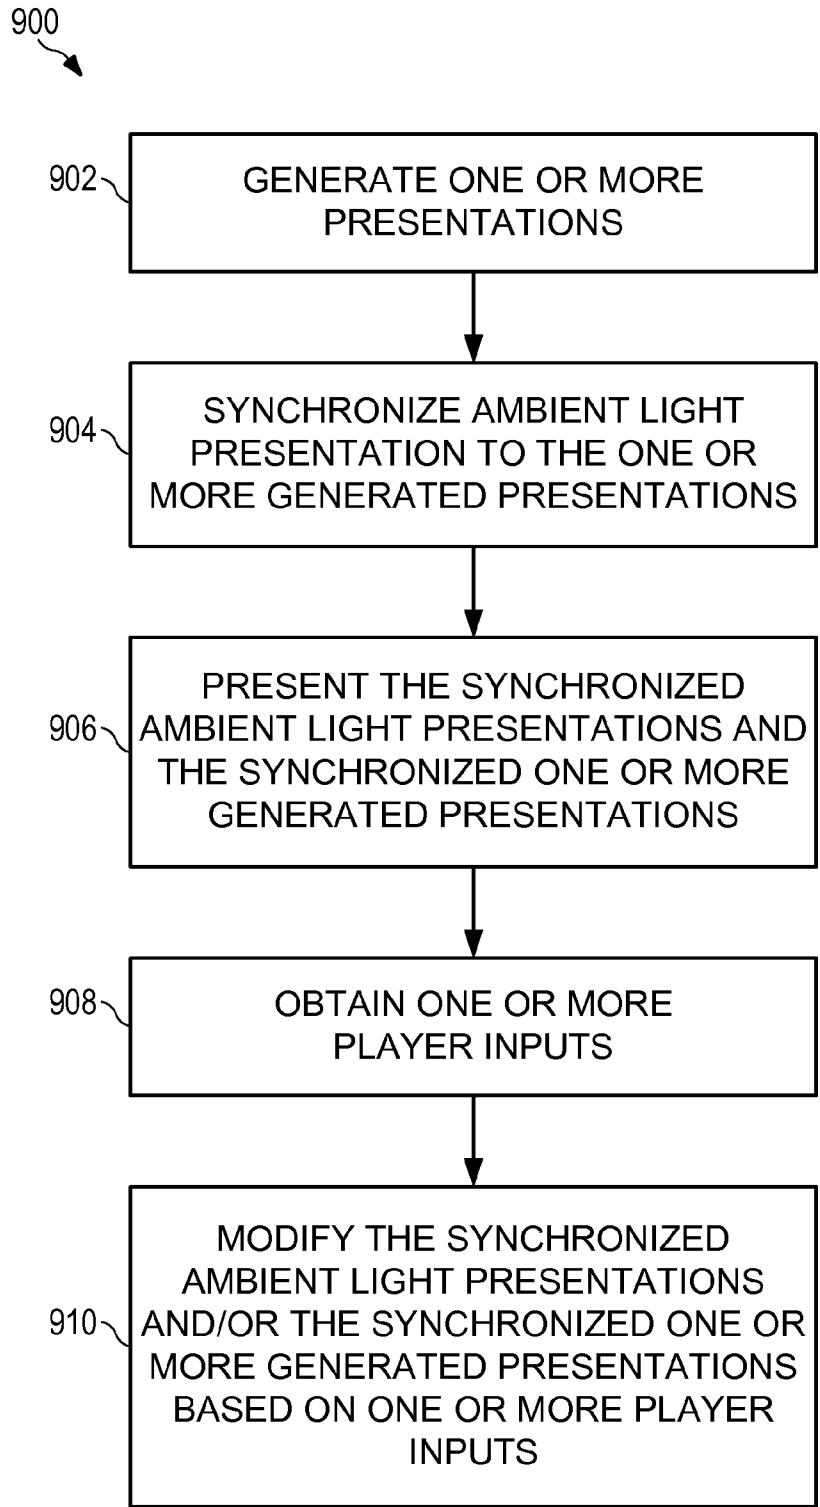 900
902
GENERATE ONE OR MORE
PRESENTATIONS
904
SYNCHRONIZE AMBIENT LIGHT
PRESENTATION TO THE ONE OR
MORE GENERATED PRESENTATIONS
906
PRESENT THE SYNCHRONIZED
AMBIENT LIGHT PRESENTATIONS AND
THE SYNCHRONIZED ONE OR MORE
GENERATED PRESENTATIONS
908
OBTAIN ONE OR MORE
PLAYER INPUTS
910
MODIFY THE SYNCHRONIZED
AMBIENT LIGHT PRESENTATIONS
AND/OR THE SYNCHRONIZED ONE OR
MORE GENERATED PRESENTATIONS
BASED ON ONE OR MORE PLAYER
INPUTS